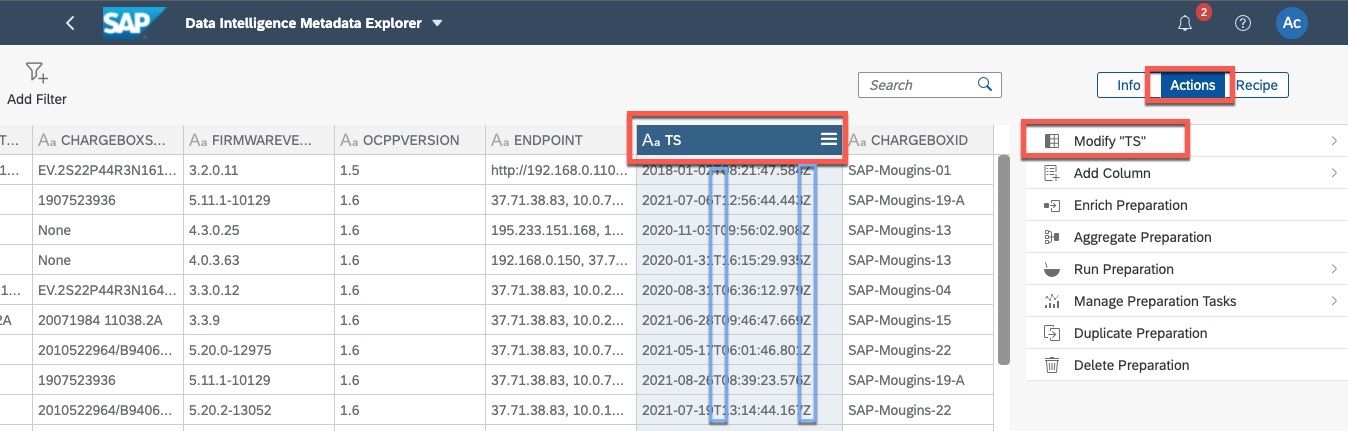 SAP Data Intelligence Metadata Explorer 2 Ac
Add Filter Search Info Actions Recipe
T... Aa CHARGEBOXS... Aa FIRMWAREVE... Aa OCPPVERSION Aa ENDPOINT Aa TS Aa CHARGEBOXID
1... EV.2S22P44R3N161... 3.2.0.11 1.5 http://192.168.0.110... 2018-01-02T08:21:47.584Z SAP-Mougins-01
1907523936 5.11.1-10129 1.6 37.71.38.83, 10.0.7... 2021-07-06T12:56:44.443Z SAP-Mougins-19-A
None 4.3.0.25 1.6 195.233.151.168, 1... 2020-11-03T09:56:02.908Z SAP-Mougins-13
None 4.0.3.63 1.6 192.168.0.150, 37.7... 2020-01-31T16:15:29.935Z SAP-Mougins-13
1... EV.2S22P44R3N164... 3.3.0.12 1.6 37.71.38.83, 10.0.2... 2020-08-31T06:36:12.979Z SAP-Mougins-04
2A 20071984 11038.2A 3.3.9 1.6 37.71.38.83, 10.0.2... 2021-06-28T09:46:47.669Z SAP-Mougins-15
2010522964/B9406... 5.20.0-12975 1.6 37.71.38.83, 10.0.7... 2021-05-17T06:01:46.801Z SAP-Mougins-22
1907523936 5.11.1-10129 1.6 37.71.38.83, 10.0.7... 2021-08-26T08:39:23.576Z SAP-Mougins-19-A
2010522964/B9406... 5.20.2-13052 1.6 37.71.38.83, 10.0.1... 2021-07-19T13:14:44.167Z SAP-Mougins-22
Modify "TS"
Add Column
Enrich Preparation
Aggregate Preparation
Run Preparation
Manage Preparation Tasks
Duplicate Preparation
Delete Preparation